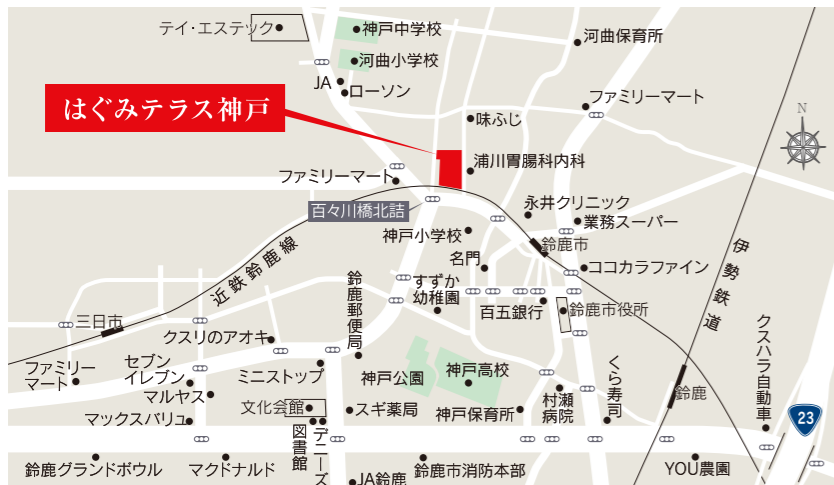 テイ・エステック
神戸中学校
河曲小学校
JA
ローソン
河曲保育所
ファミリーマート
はぐみテラス神戸
味ふじ
N
浦川胃腸科内科
ファミリーマート
百々川橋北詰
永井クリニック
業務スーパー
神戸小学校
鈴鹿市
名門
ココカラファイン
伊勢鉄道
近鉄鈴鹿線
すずか
幼稚園
鈴鹿郵便局
百五銀行
鈴鹿市役所
三日市
クスリのアオキ
クスハラ自動車
ファミリー
マート
セブン
イレブン
ミニストップ
マルヤス
神戸公園
神戸高校
くら寿司
鈴鹿
村瀬
病院
文化会館
スギ薬局
神戸保育所
マックスバリュ
23
図書館
デニーズ
鈴鹿グランドボウル
マクドナルド
JA鈴鹿
鈴鹿市消防本部
YOU農園